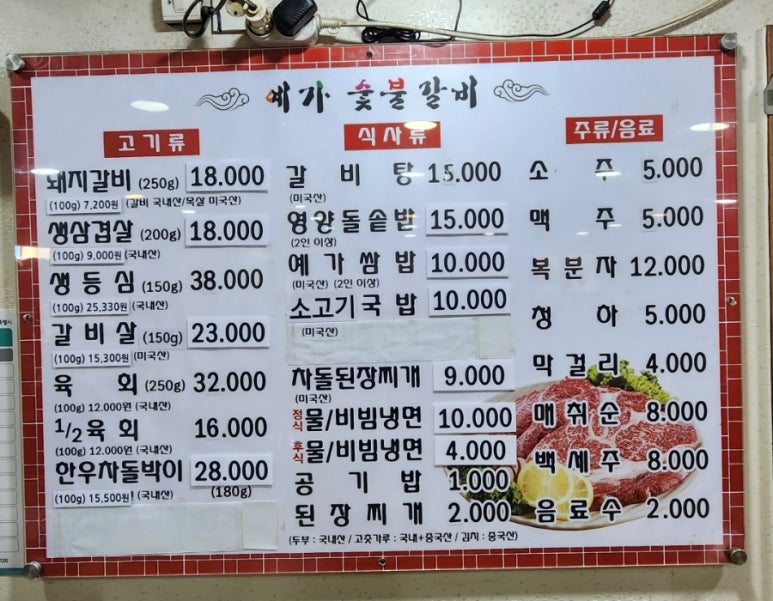 예가 숯불갈비
고기류
돼지갈비 (250g) 18.000
(100g) 7,200원 (갈비 국내산/목살 미국산)
생삼겹살 (200g) 18.000
(100g) 9,000원 (국내산)
생등심 (150g) 38.000
(100g) 25,330원 (국내산)
갈비살 (150g) 23.000
(100g) 15,300원 (미국산)
육회 (250g) 32.000
(100g) 12.000원 (국내산)
1/2육회 16.000
(100g) 12.000원 (국내산)
한우차돌박이 28.000
(100g) 15,500원 (국내산) (180g)
식사류
갈비탕 15.000
(미국산)
영양돌솥밥 15.000
(2인 이상)
예가쌈밥 10.000
(미국산) (2인 이상)
소고기국밥 10.000
(미국산)
차돌된장찌개 9.000
(미국산)
정식 물/비빔냉면 10.000
후식 물/비빔냉면 4.000
공기밥 1.000
된장찌개 2.000
(두부 : 국내산 / 고춧가루 : 국내+중국산 / 김치 : 중국산)
주류/음료
소주 5.000
맥주 5.000
복분자 12.000
청하 5.000
막걸리 4.000
매취순 8.000
백세주 8.000
음료수 2.000